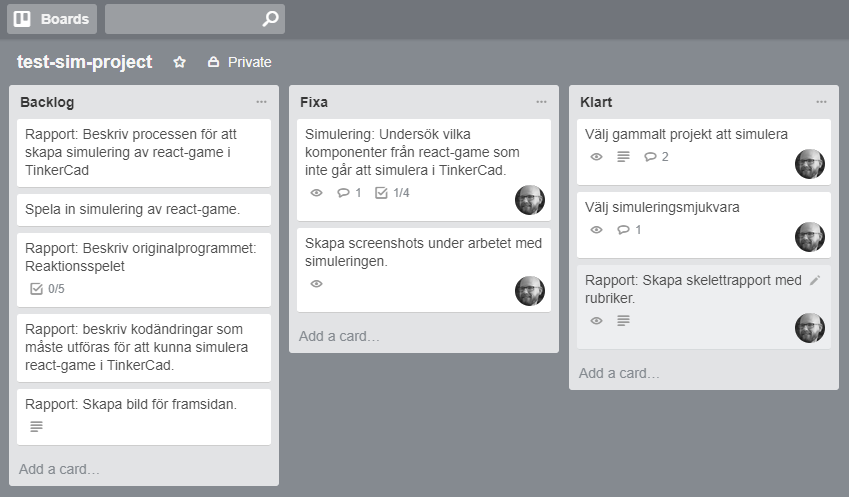 Boards
test-sim-project
Private
Backlog
Rapport: Beskriv processen för att
skapa simulering av react-game i
TinkerCad
Spela in simulering av react-game.
Rapport: Beskriv originalprogrammet:
Reaktionsspelet
0/5
Rapport: beskriv kodändringar som
måste utföras för att kunna simulera
react-game i TinkerCad.
Rapport: Skapa bild för framsidan.
Add a card…
Fixa
Simulering: Undersök vilka
komponenter från react-game som
inte går att simulera i TinkerCad.
1 1/4
Skapa screenshots under arbetet med
simuleringen.
Add a card…
Klart
Välj gammalt projekt att simulera
2
Välj simuleringsmjukvara
1
Rapport: Skapa skelettrapport med
rubriker.
Add a card…